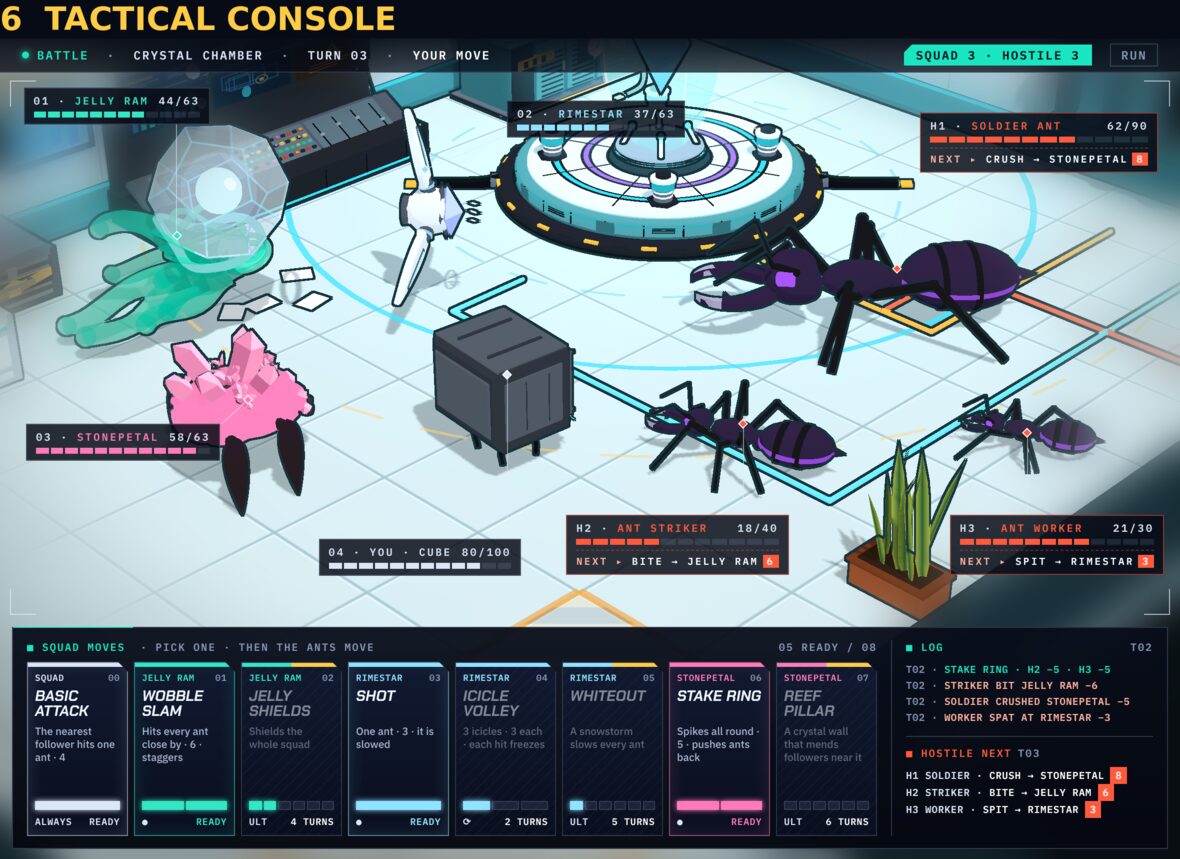 6 TACTICAL CONSOLE
BATTLE · CRYSTAL CHAMBER · TURN 03 · YOUR MOVE
SQUAD 3 · HOSTILE 3
RUN
01 · JELLY RAM 44/63
02 · RIMESTAR 37/63
H1 · SOLDIER ANT 62/90
NEXT ▸ CRUSH → STONEPETAL 8
03 · STONEPETAL 58/63
04 · YOU · CUBE 80/100
H2 · ANT STRIKER 18/40
NEXT ▸ BITE → JELLY RAM 6
H3 · ANT WORKER 21/30
NEXT ▸ SPIT → RIMESTAR 3
SQUAD MOVES · PICK ONE · THEN THE ANTS MOVE
05 READY / 08
SQUAD 00
BASIC
ATTACK
The nearest
follower hits one
ant · 4
ALWAYS READY
JELLY RAM 01
WOBBLE
SLAM
Hits every ant
close by · 6 ·
staggers
READY
JELLY RAM 02
JELLY
SHIELDS
Shields the
whole squad
ULT 4 TURNS
RIMESTAR 03
SHOT
One ant · 3 · it is
slowed
READY
RIMESTAR 04
ICICLE
VOLLEY
3 icicles · 3 each
· each hit freezes
⟳ 2 TURNS
RIMESTAR 05
WHITEOUT
A snowstorm
slows every ant
ULT 5 TURNS
STONEPETAL 06
STAKE RING
Spikes all round ·
5 · pushes ants
back
READY
STONEPETAL 07
REEF
PILLAR
A crystal wall
that mends
followers near it
ULT 6 TURNS
LOG T02
T02 · STAKE RING · H2 −5 · H3 −5
T02 · STRIKER BIT JELLY RAM −6
T02 · SOLDIER CRUSHED STONEPETAL −5
T02 · WORKER SPAT AT RIMESTAR −3
HOSTILE NEXT T03
H1 SOLDIER · CRUSH → STONEPETAL 8
H2 STRIKER · BITE → JELLY RAM 6
H3 WORKER · SPIT → RIMESTAR 3